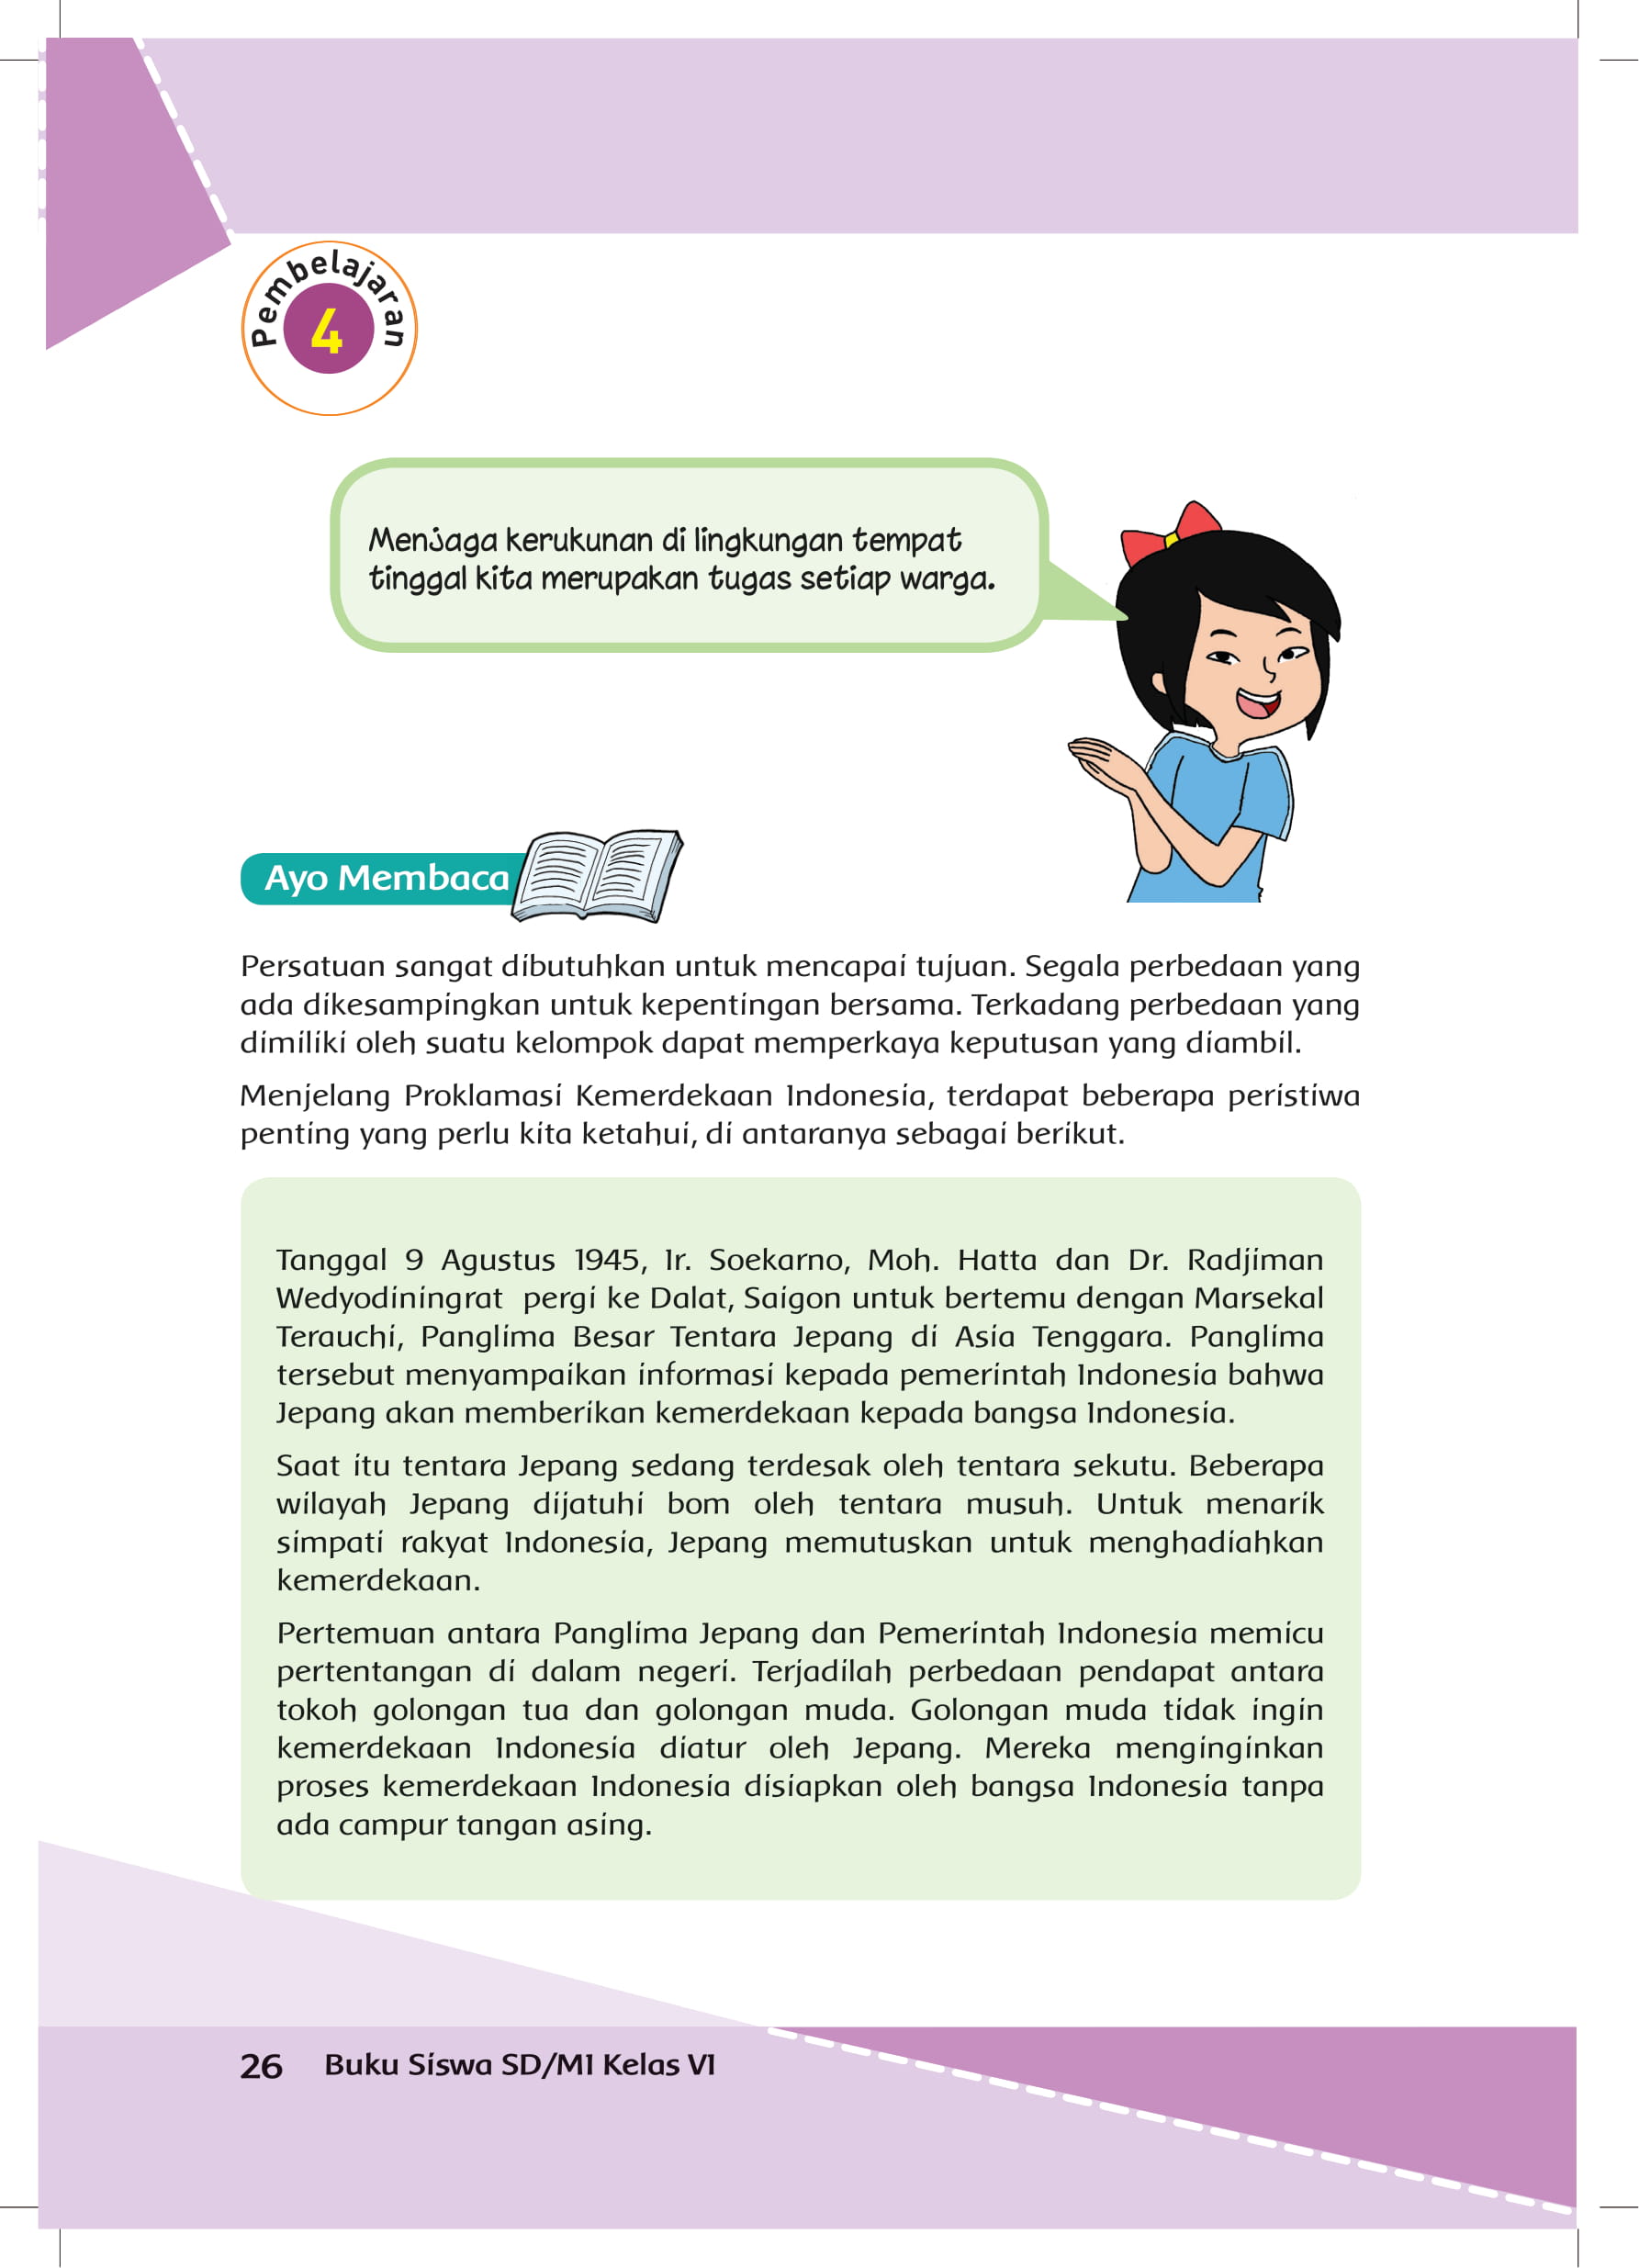 Pembelajaran
4
Menjaga kerukunan di lingkungan tempat
tinggal kita merupakan tugas setiap warga.
Ayo Membaca
Persatuan sangat dibutuhkan untuk mencapai tujuan. Segala perbedaan yang
ada dikesampingkan untuk kepentingan bersama. Terkadang perbedaan yang
dimiliki oleh suatu kelompok dapat memperkaya keputusan yang diambil.
Menjelang Proklamasi Kemerdekaan Indonesia, terdapat beberapa peristiwa
penting yang perlu kita ketahui, di antaranya sebagai berikut.
Tanggal 9 Agustus 1945, Ir. Soekarno, Moh. Hatta dan Dr. Radjiman
Wedyodiningrat pergi ke Dalat, Saigon untuk bertemu dengan Marsekal
Terauchi, Panglima Besar Tentara Jepang di Asia Tenggara. Panglima
tersebut menyampaikan informasi kepada pemerintah Indonesia bahwa
Jepang akan memberikan kemerdekaan kepada bangsa Indonesia.
Saat itu tentara Jepang sedang terdesak oleh tentara sekutu. Beberapa
wilayah Jepang dijatuhi bom oleh tentara musuh. Untuk menarik
simpati rakyat Indonesia, Jepang memutuskan untuk menghadiahkan
kemerdekaan.
Pertemuan antara Panglima Jepang dan Pemerintah Indonesia memicu
pertentangan di dalam negeri. Terjadilah perbedaan pendapat antara
tokoh golongan tua dan golongan muda. Golongan muda tidak ingin
kemerdekaan Indonesia diatur oleh Jepang. Mereka menginginkan
proses kemerdekaan Indonesia disiapkan oleh bangsa Indonesia tanpa
ada campur tangan asing.
26 Buku Siswa SD/MI Kelas VI